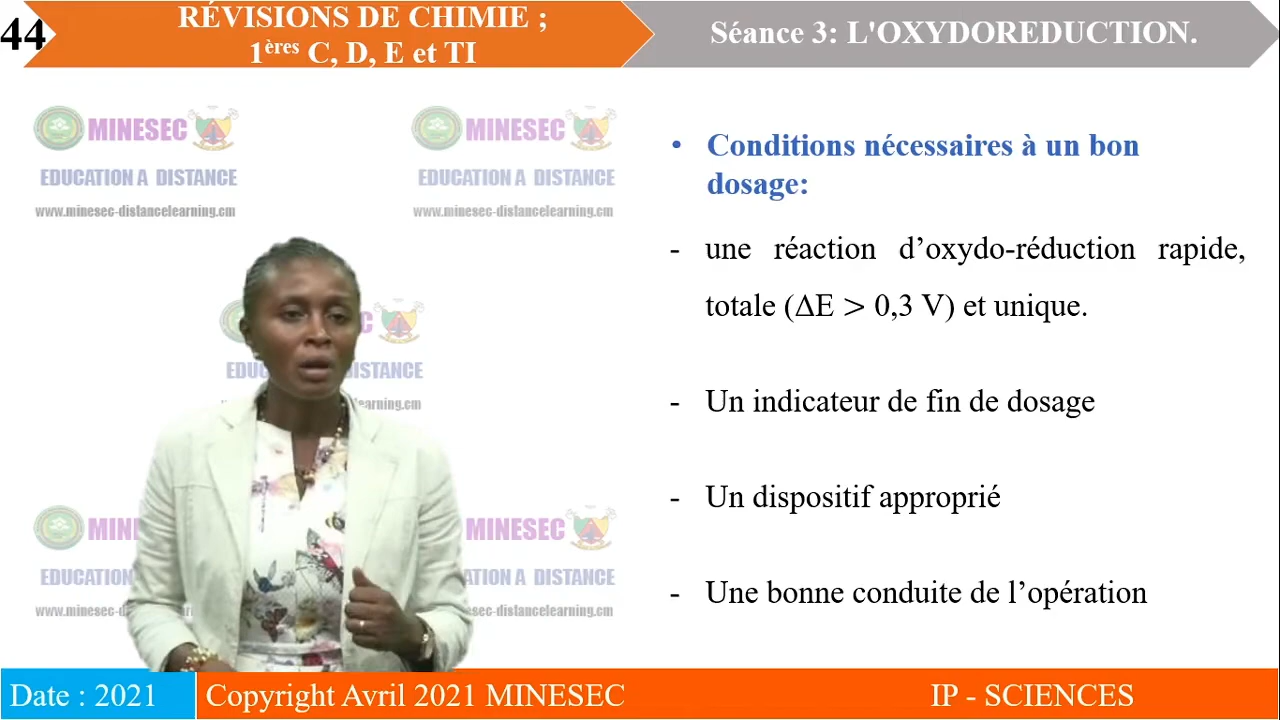 44
RÉVISIONS DE CHIMIE ;
1ères C, D, E et TI
Séance 3: L'OXYDOREDUCTION.
MINESEC
EDUCATION A DISTANCE
www.minesec-distancelearning.cm
MINESEC
EDUCATION A DISTANCE
www.minesec-distancelearning.cm
• Conditions nécessaires à un bon
dosage:
- une réaction d’oxydo-réduction rapide,
totale (ΔE > 0,3 V) et unique.
- Un indicateur de fin de dosage
- Un dispositif approprié
- Une bonne conduite de l’opération
MINESEC
Date : 2021
Copyright Avril 2021 MINESEC
IP - SCIENCES